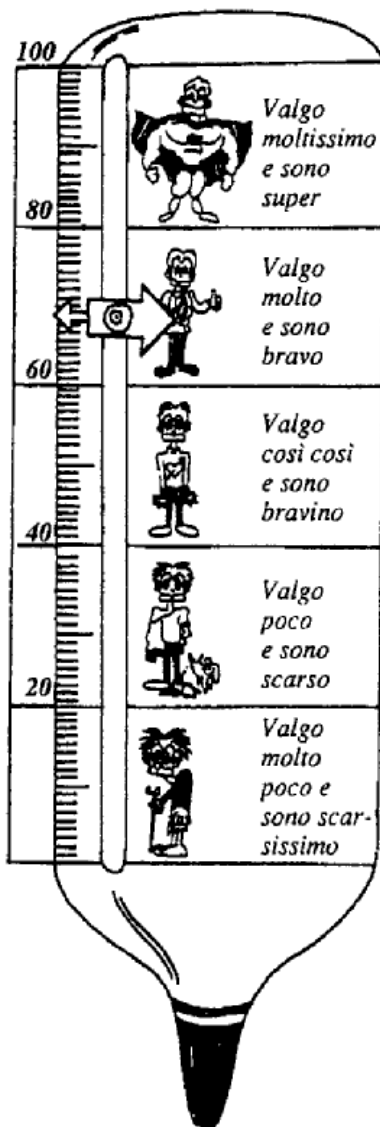 100
Valgo
moltissimo
e sono
super
80
Valgo
molto
e sono
bravo
60
Valgo
così così
e sono
bravino
40
Valgo
poco
e sono
scarso
20
Valgo
molto
poco e
sono scar-
sissimo